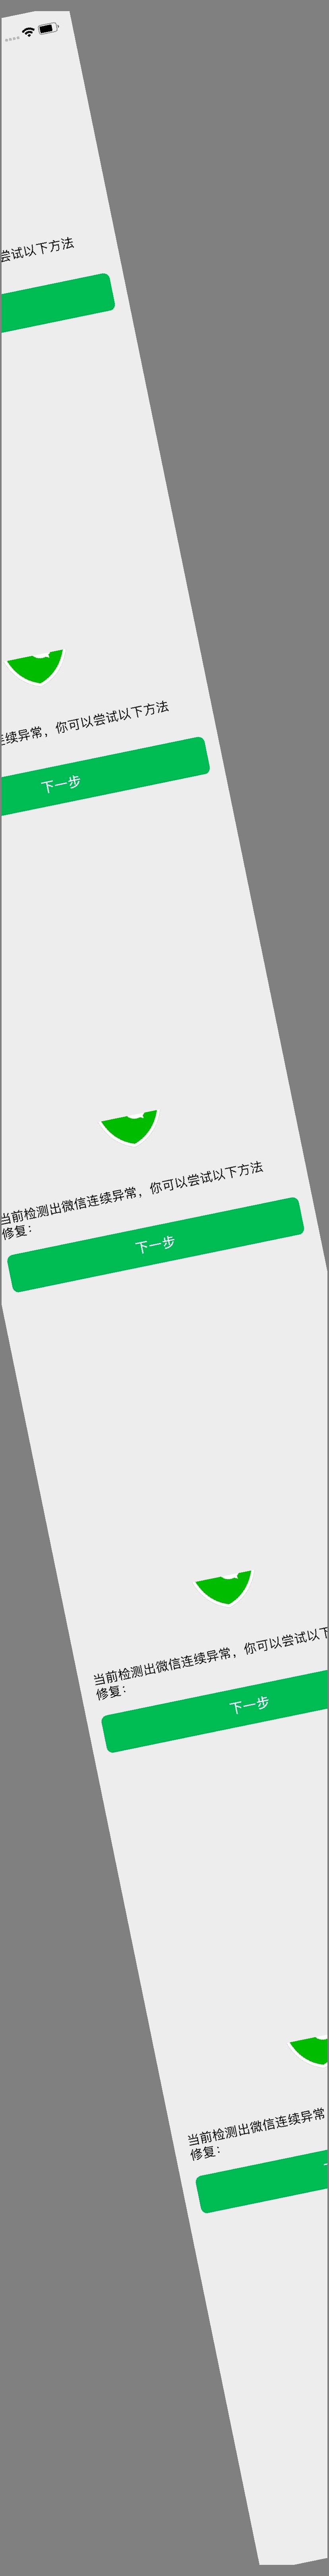 尝试以下方法
连续异常，你可以尝试以下方法
下一步
当前检测出微信连续异常，你可以尝试以下方法
修复：
下一步
当前检测出微信连续异常，你可以尝试以下
修复：
下一步
当前检测出微信连续异常
修复：